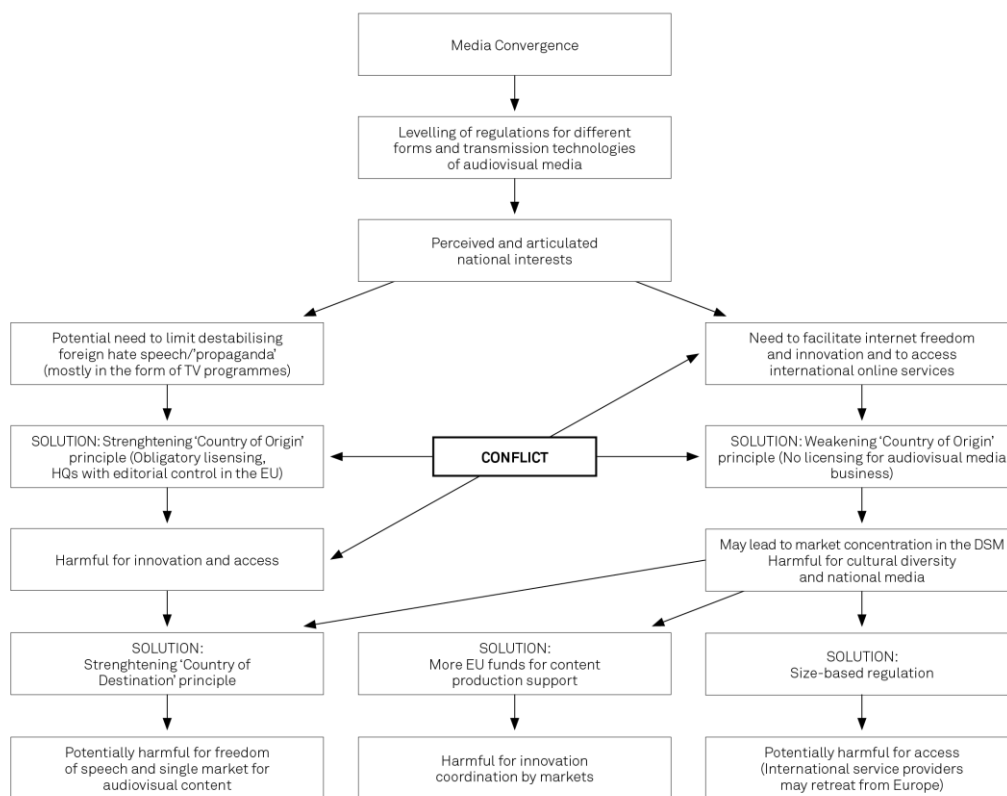 Media Convergence
Levelling of regulations for different
forms and transmission technologies
of audiovisual media
Perceived and articulated
national interests
Potential need to limit destabilising
foreign hate speech/'propaganda'
(mostly in the form of TV programmes)
Need to facilitate internet freedom
and innovation and to access
international online services
SOLUTION: Strenghtening 'Country of Origin'
principle (Obligatory lisensing,
HQs with editorial control in the EU)
CONFLICT
SOLUTION: Weakening 'Country of Origin'
principle (No licensing for audiovisual media
business)
Harmful for innovation and access
May lead to market concentration in the DSM
Harmful for cultural diversity
and national media
SOLUTION:
Strenghtening 'Country of
Destination' principle
SOLUTION:
More EU funds for content
production support
SOLUTION:
Size-based regulation
Potentially harmful for freedom
of speech and single market for
audiovisual content
Harmful for innovation
coordination by markets
Potentially harmful for access
(International service providers
may retreat from Europe)